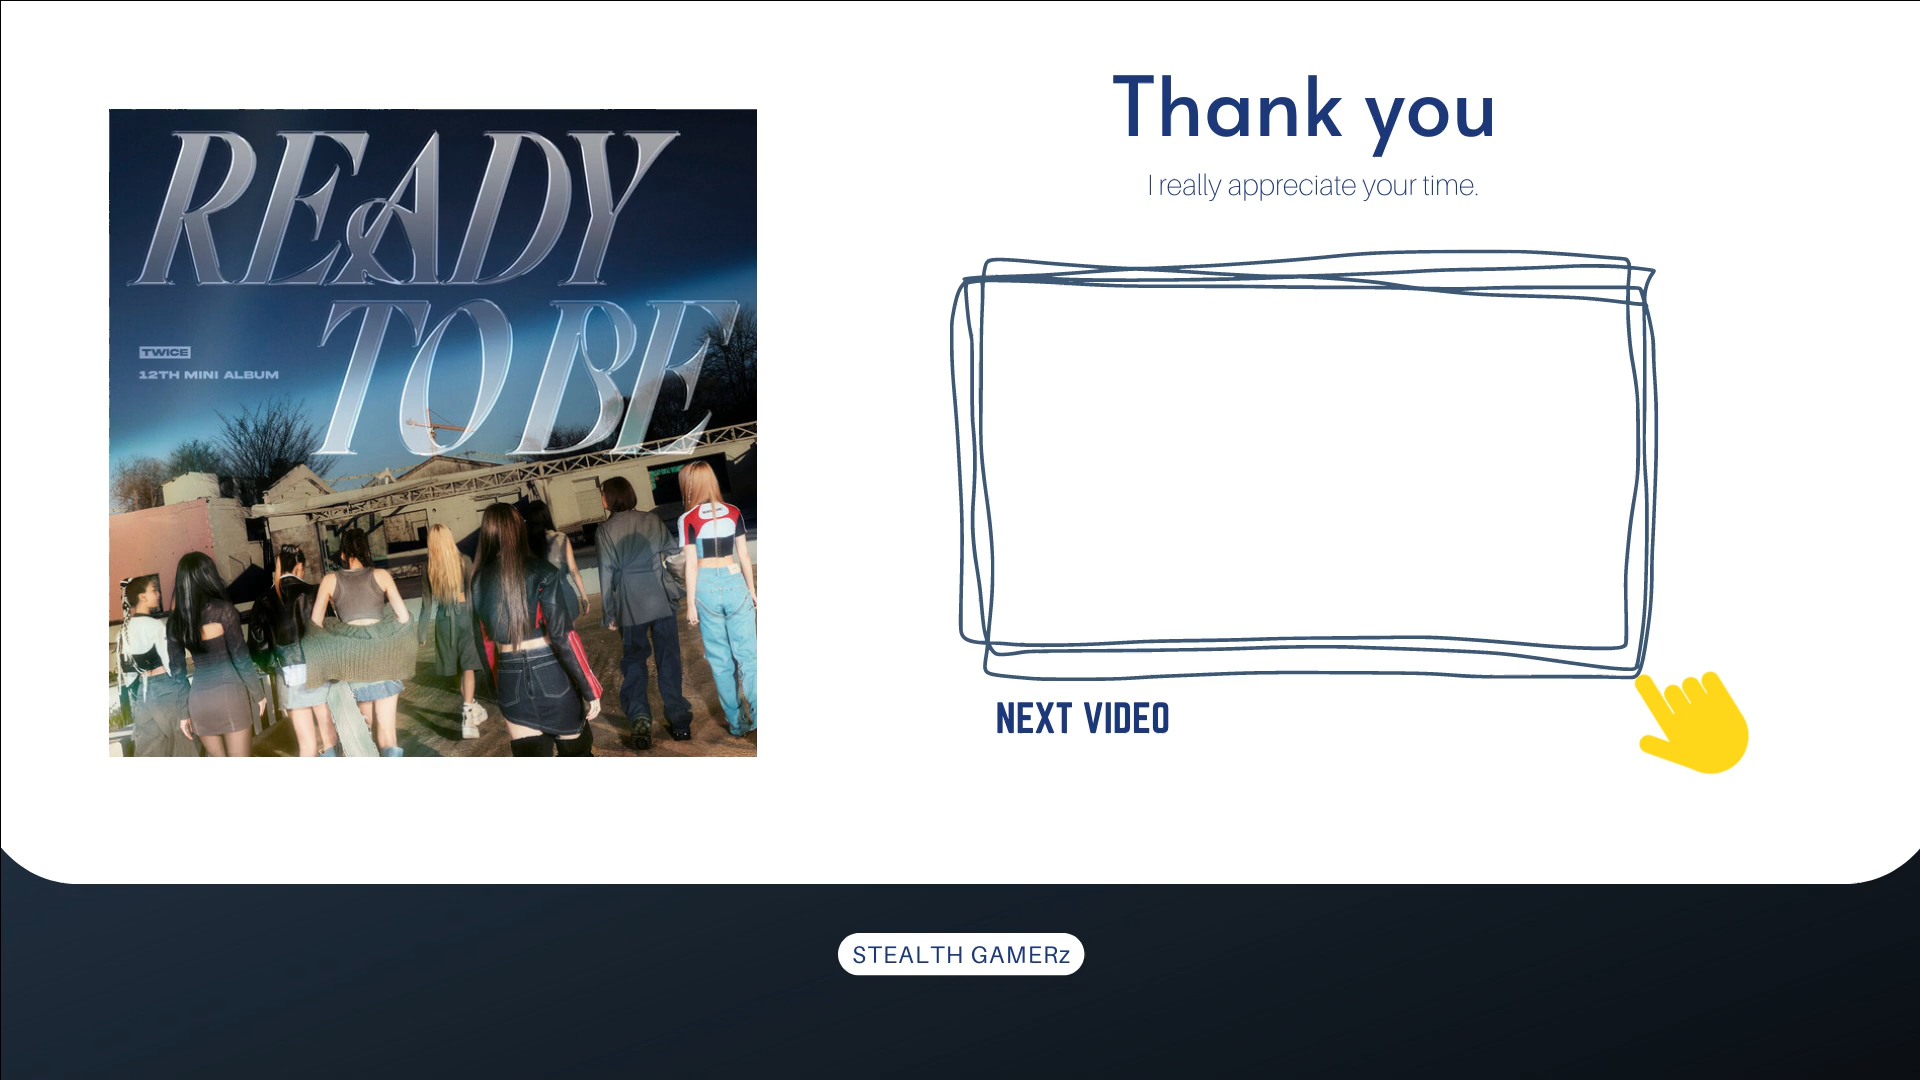 READY
TO BE
TWICE
12TH MINI ALBUM
Thank you
I really appreciate your time.
NEXT VIDEO
STEALTH GAMERz